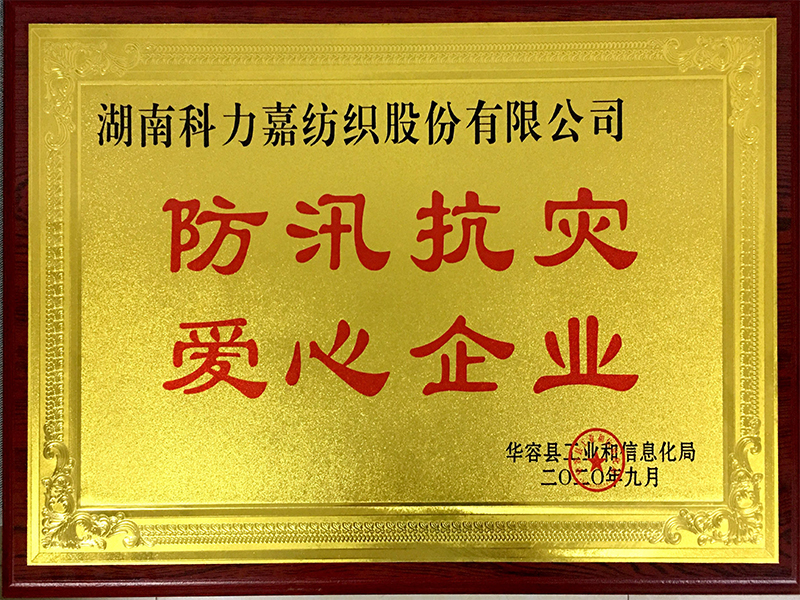 湖南科力嘉纺织股份有限公司
防汛抗灾
爱心企业
华容县工业和信息化局
二〇二〇年九月